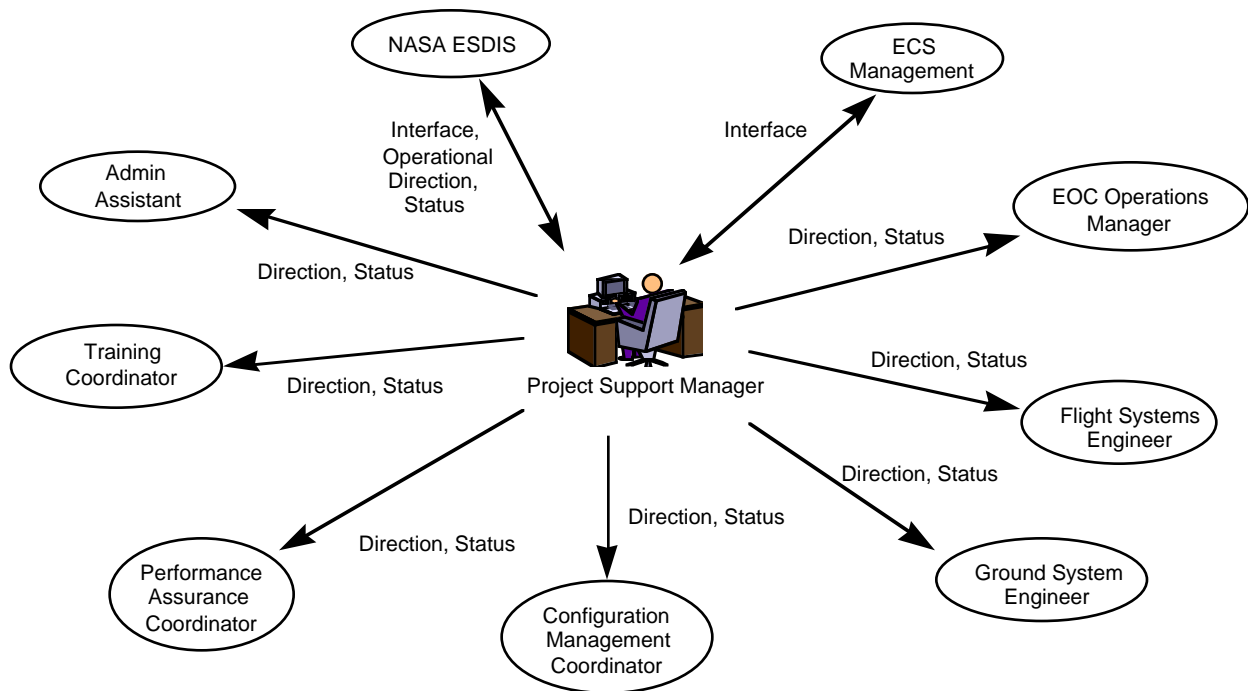 NASA ESDIS
ECS
Management
Interface,
Operational
Direction,
Status
Interface
Admin
Assistant
EOC Operations
Manager
Direction, Status
Direction, Status
Training
Coordinator
Direction, Status
Project Support Manager
Direction, Status
Flight Systems
Engineer
Direction, Status
Direction, Status
Direction, Status
Performance
Assurance
Coordinator
Configuration
Management
Coordinator
Ground System
Engineer